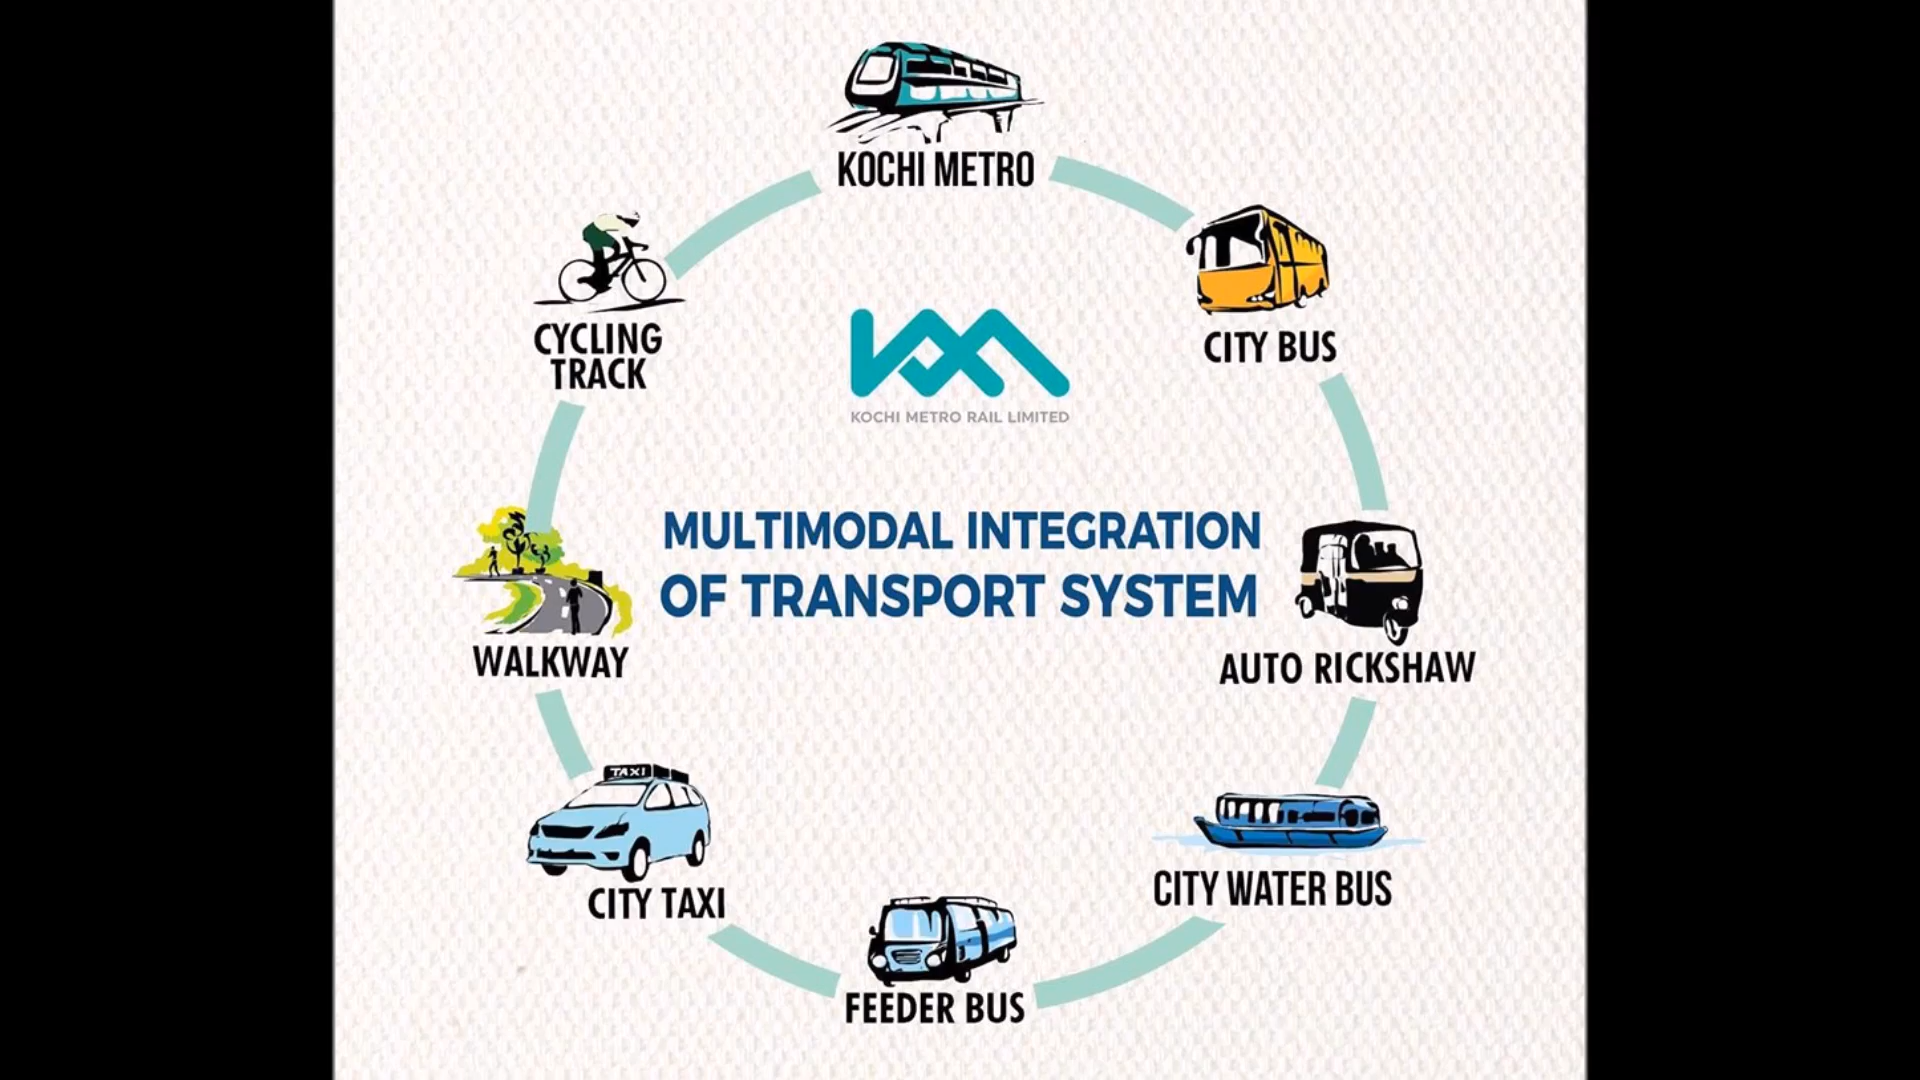 KOCHI METRO
CITY BUS
CYCLING
TRACK
KOCHI METRO RAIL LIMITED
MULTIMODAL INTEGRATION
OF TRANSPORT SYSTEM
WALKWAY
AUTO RICKSHAW
TAXI
CITY WATER BUS
CITY TAXI
FEEDER BUS